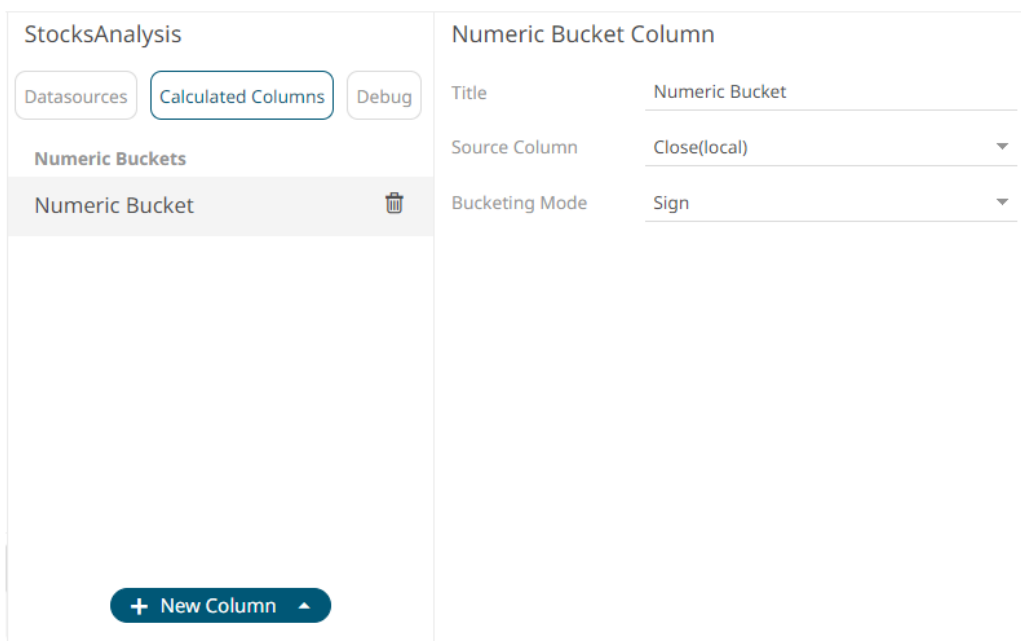 StocksAnalysis
Datasources
Calculated Columns
Debug
Numeric Buckets
Numeric Bucket
New Column
Numeric Bucket Column
Title Numeric Bucket
Source Column Close(local)
Bucketing Mode Sign